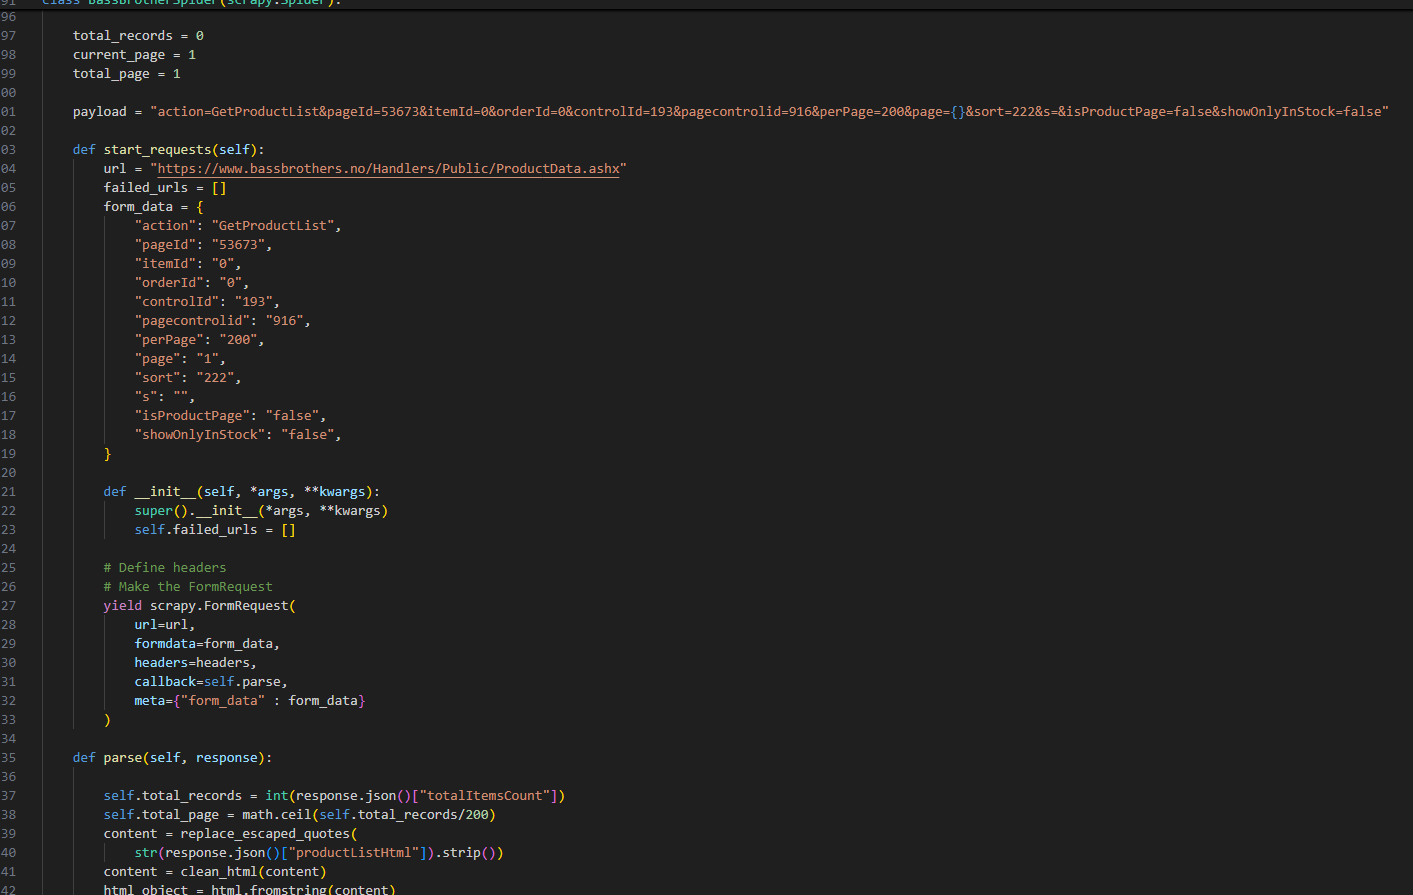 91 class BassBrotherSpider(scrapy.Spider):
96
97 total_records = 0
98 current_page = 1
99 total_page = 1
00
01 payload = "action=GetProductList&pageId=53673&itemId=0&orderId=0&controlId=193&pagecontrolid=916&perPage=200&page={}&sort=222&s=&isProductPage=false&showOnlyInStock=false"
02
03 def start_requests(self):
04 url = "https://www.bassbrothers.no/Handlers/Public/ProductData.ashx"
05 failed_urls = []
06 form_data = {
07 "action": "GetProductList",
08 "pageId": "53673",
09 "itemId": "0",
10 "orderId": "0",
11 "controlId": "193",
12 "pagecontrolid": "916",
13 "perPage": "200",
14 "page": "1",
15 "sort": "222",
16 "s": "",
17 "isProductPage": "false",
18 "showOnlyInStock": "false",
19 }
20
21 def __init__(self, *args, **kwargs):
22 super().__init__(*args, **kwargs)
23 self.failed_urls = []
24
25 # Define headers
26 # Make the FormRequest
27 yield scrapy.FormRequest(
28 url=url,
29 formdata=form_data,
30 headers=headers,
31 callback=self.parse,
32 meta={"form_data" : form_data}
33 )
34
35 def parse(self, response):
36
37 self.total_records = int(response.json()["totalItemsCount"])
38 self.total_page = math.ceil(self.total_records/200)
39 content = replace_escaped_quotes(
40 str(response.json()["productListHtml"]).strip())
41 content = clean_html(content)
42 html_object = html.fromstring(content)